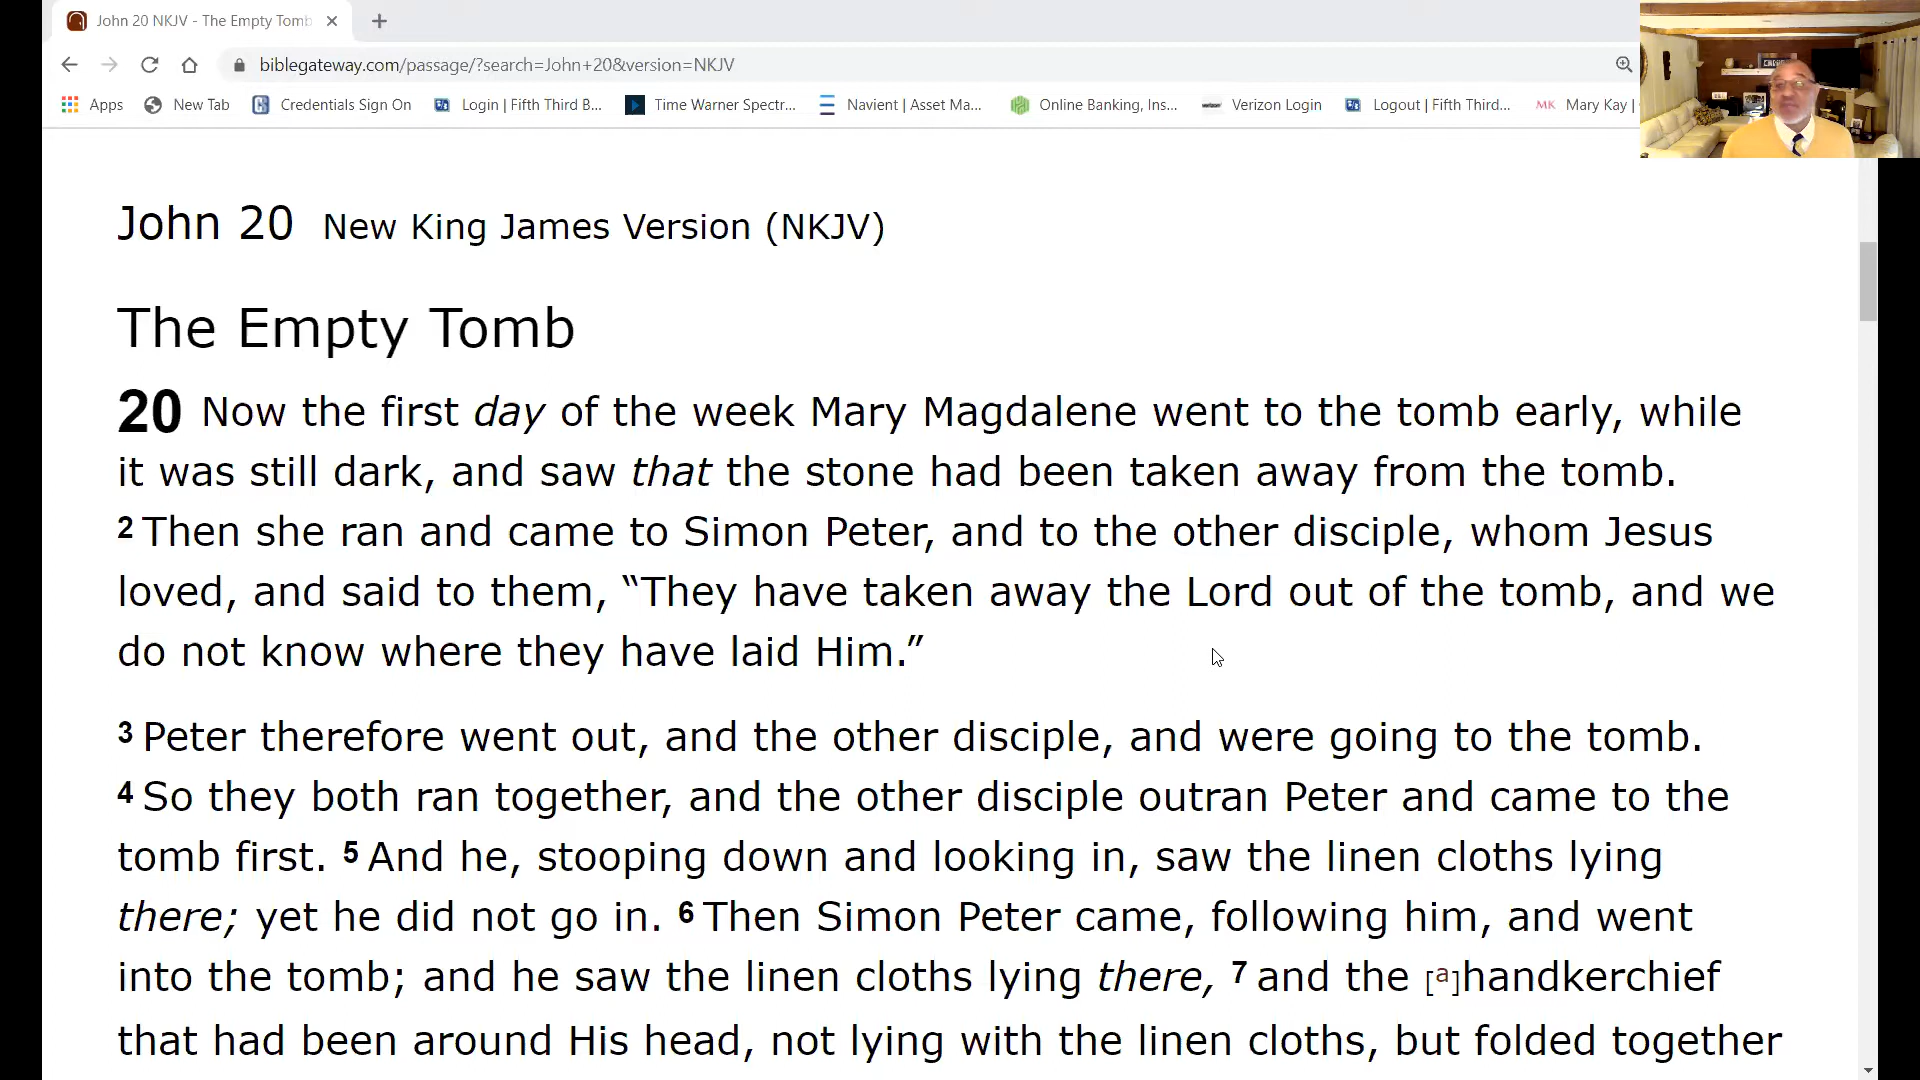 John 20 NKJV - The Empty Tomb
biblegateway.com/passage/?search=John+20&version=NKJV
Apps New Tab Credentials Sign On Login | Fifth Third B... Time Warner Spectr... Navient | Asset Ma... Online Banking, Ins... Verizon Login Logout | Fifth Third... MK Mary Kay |
John 20 New King James Version (NKJV)
The Empty Tomb
20 Now the first day of the week Mary Magdalene went to the tomb early, while
it was still dark, and saw that the stone had been taken away from the tomb.
2 Then she ran and came to Simon Peter, and to the other disciple, whom Jesus
loved, and said to them, “They have taken away the Lord out of the tomb, and we
do not know where they have laid Him.”
3 Peter therefore went out, and the other disciple, and were going to the tomb.
4 So they both ran together, and the other disciple outran Peter and came to the
tomb first. 5 And he, stooping down and looking in, saw the linen cloths lying
there; yet he did not go in. 6 Then Simon Peter came, following him, and went
into the tomb; and he saw the linen cloths lying there, 7 and the [a]handkerchief
that had been around His head, not lying with the linen cloths, but folded together